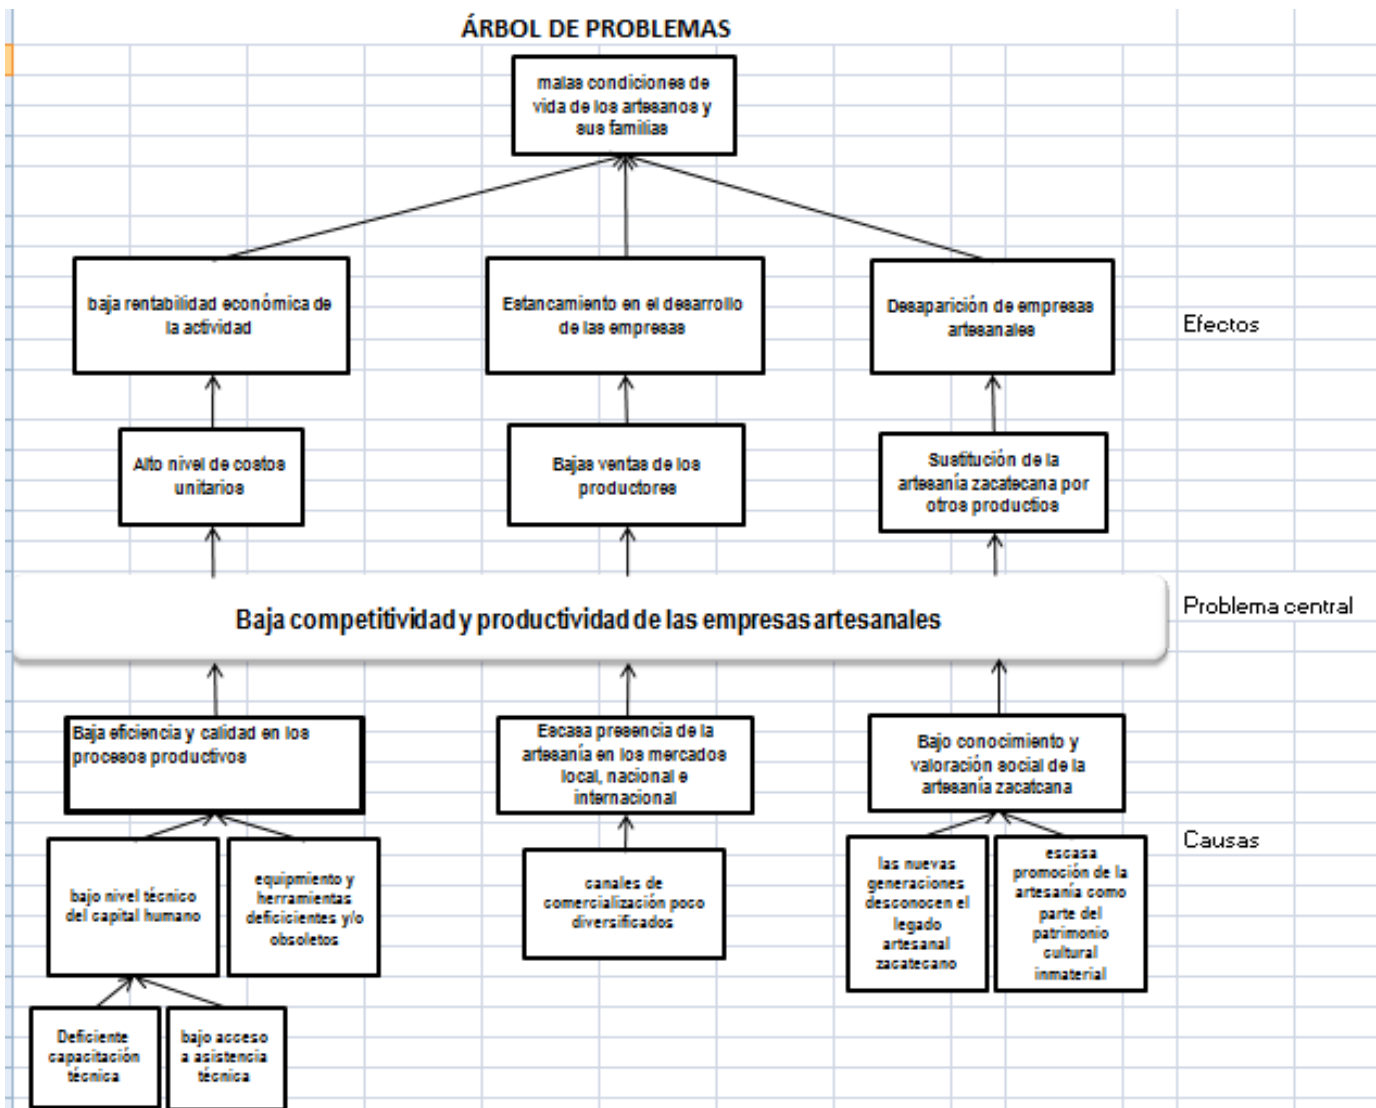 ÁRBOL DE PROBLEMAS
malas condiciones de
vida de los artesanos y
sus familias
baja rentabilidad económica de
la actividad
Estancamiento en el desarrollo
de las empresas
Desaparición de empresas
artesanales
Efectos
Alto nivel de costos
unitarios
Bajas ventas de los
productores
Sustitución de la
artesanía zacatecana por
otros productios
Baja competitividad y productividad de las empresas artesanales
Problema central
Baja eficiencia y calidad en los
procesos productivos
Escasa presencia de la
artesanía en los mercados
local, nacional e
internacional
Bajo conocimiento y
valoración social de la
artesanía zacatcana
Causas
bajo nivel técnico
del capital humano
equipmiento y
herramientas
deficicientes y/o
obsoletos
canales de
comercialización poco
diversificados
las nuevas
generaciones
desconocen el
legado
artesanal
zacatecano
escasa
promoción de la
artesanía como
parte del
patrimonio
cultural
inmaterial
Deficiente
capacitación
técnica
bajo acceso
a asistencia
técnica